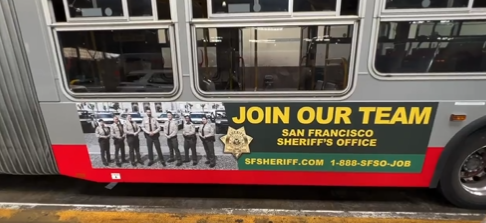 JOIN OUR TEAM
SAN FRANCISCO
SHERIFF'S OFFICE
SFSHERIFF.COM 1-888-SFSO-JOB